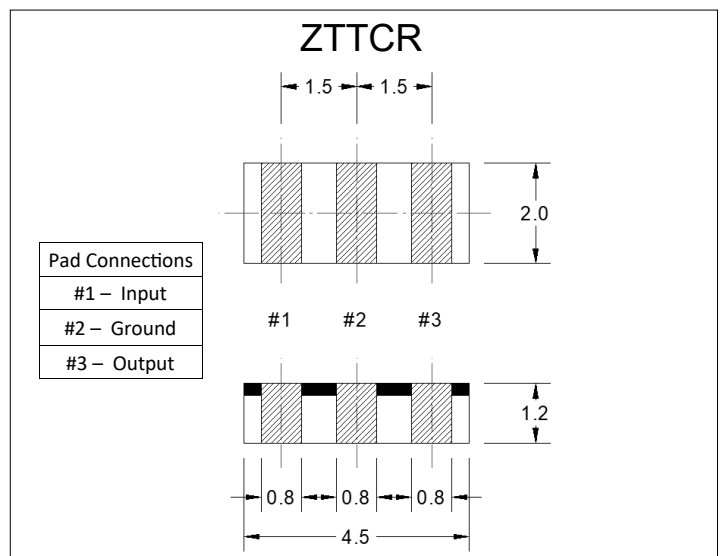 ZTTCR
1.5 1.5
2.0
Pad Connections
#1 – Input
#2 – Ground
#3 – Output
#1 #2 #3
1.2
0.8 0.8 0.8
4.5